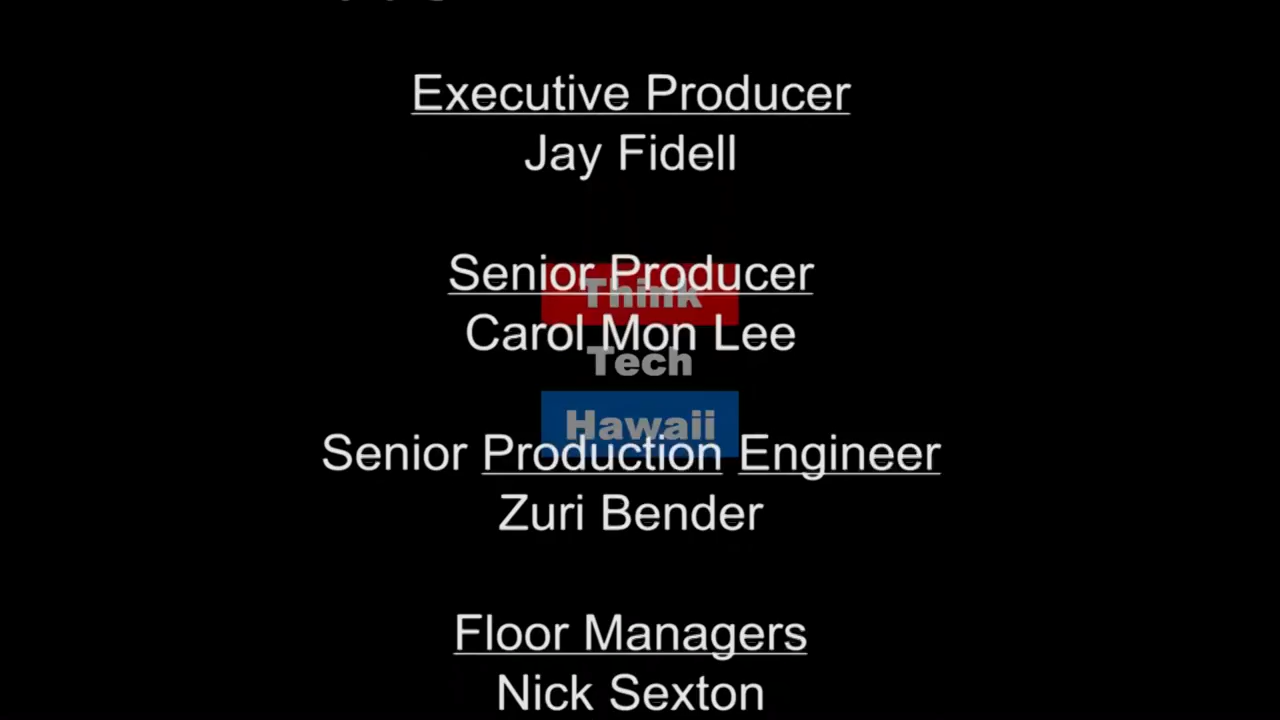 Executive Producer
Jay Fidell
Senior Producer
Think
Carol Mon Lee
Tech
Hawaii
Senior Production Engineer
Zuri Bender
Floor Managers
Nick Sexton